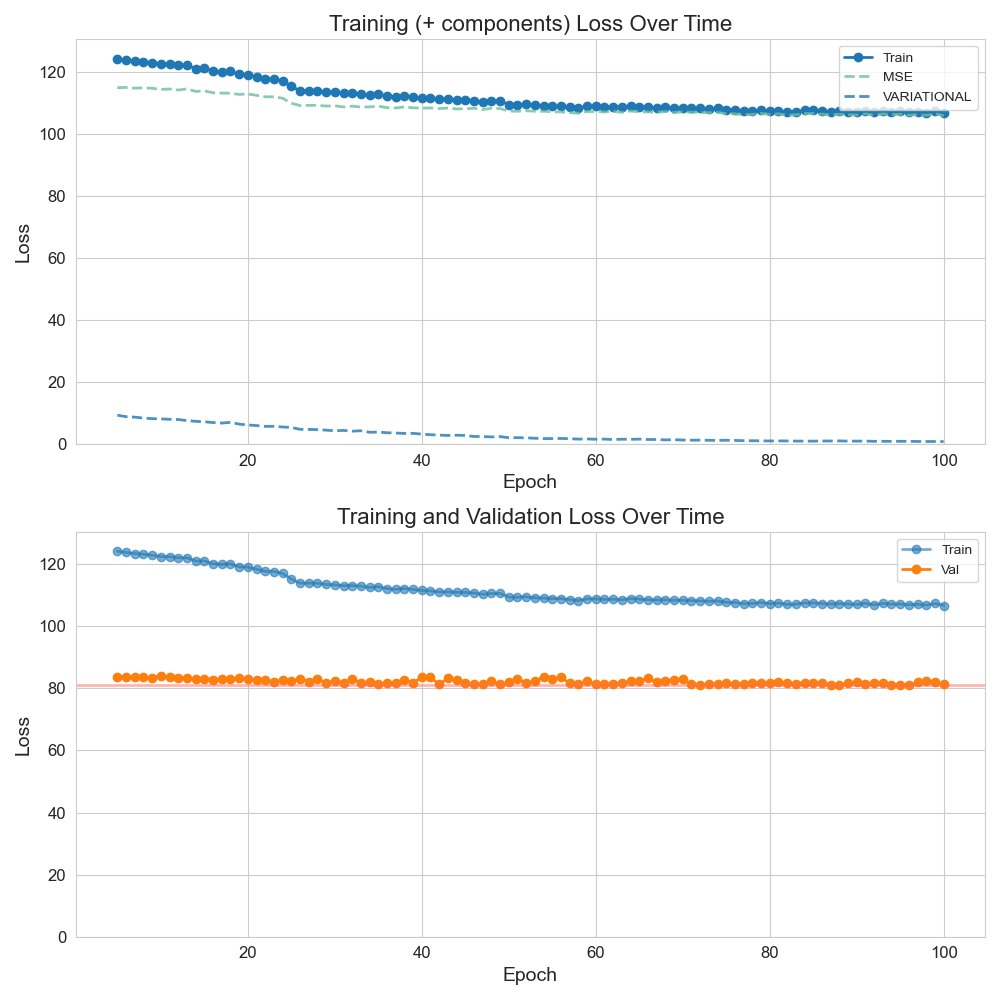 Training (+ components) Loss Over Time
Train
MSE
VARIATIONAL
120
100
80
60
40
20
0
Loss
20 40 60 80 100
Epoch
Training and Validation Loss Over Time
Train
Val
120
100
80
60
40
20
0
Loss
20 40 60 80 100
Epoch